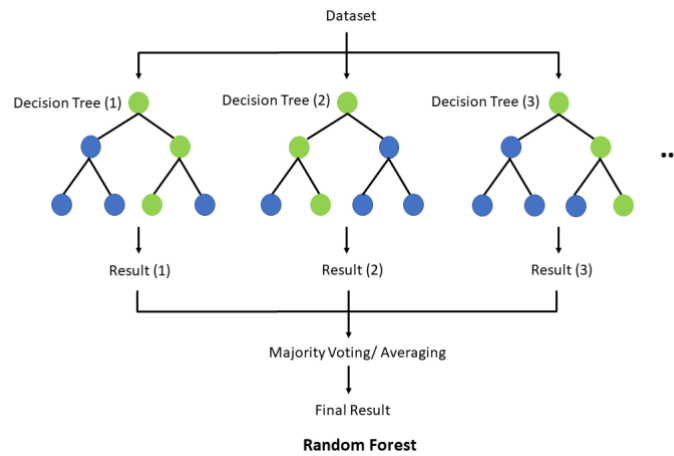 Dataset
Decision Tree (1)
Decision Tree (2)
Decision Tree (3)
..
Result (1)
Result (2)
Result (3)
Majority Voting/ Averaging
Final Result
Random Forest